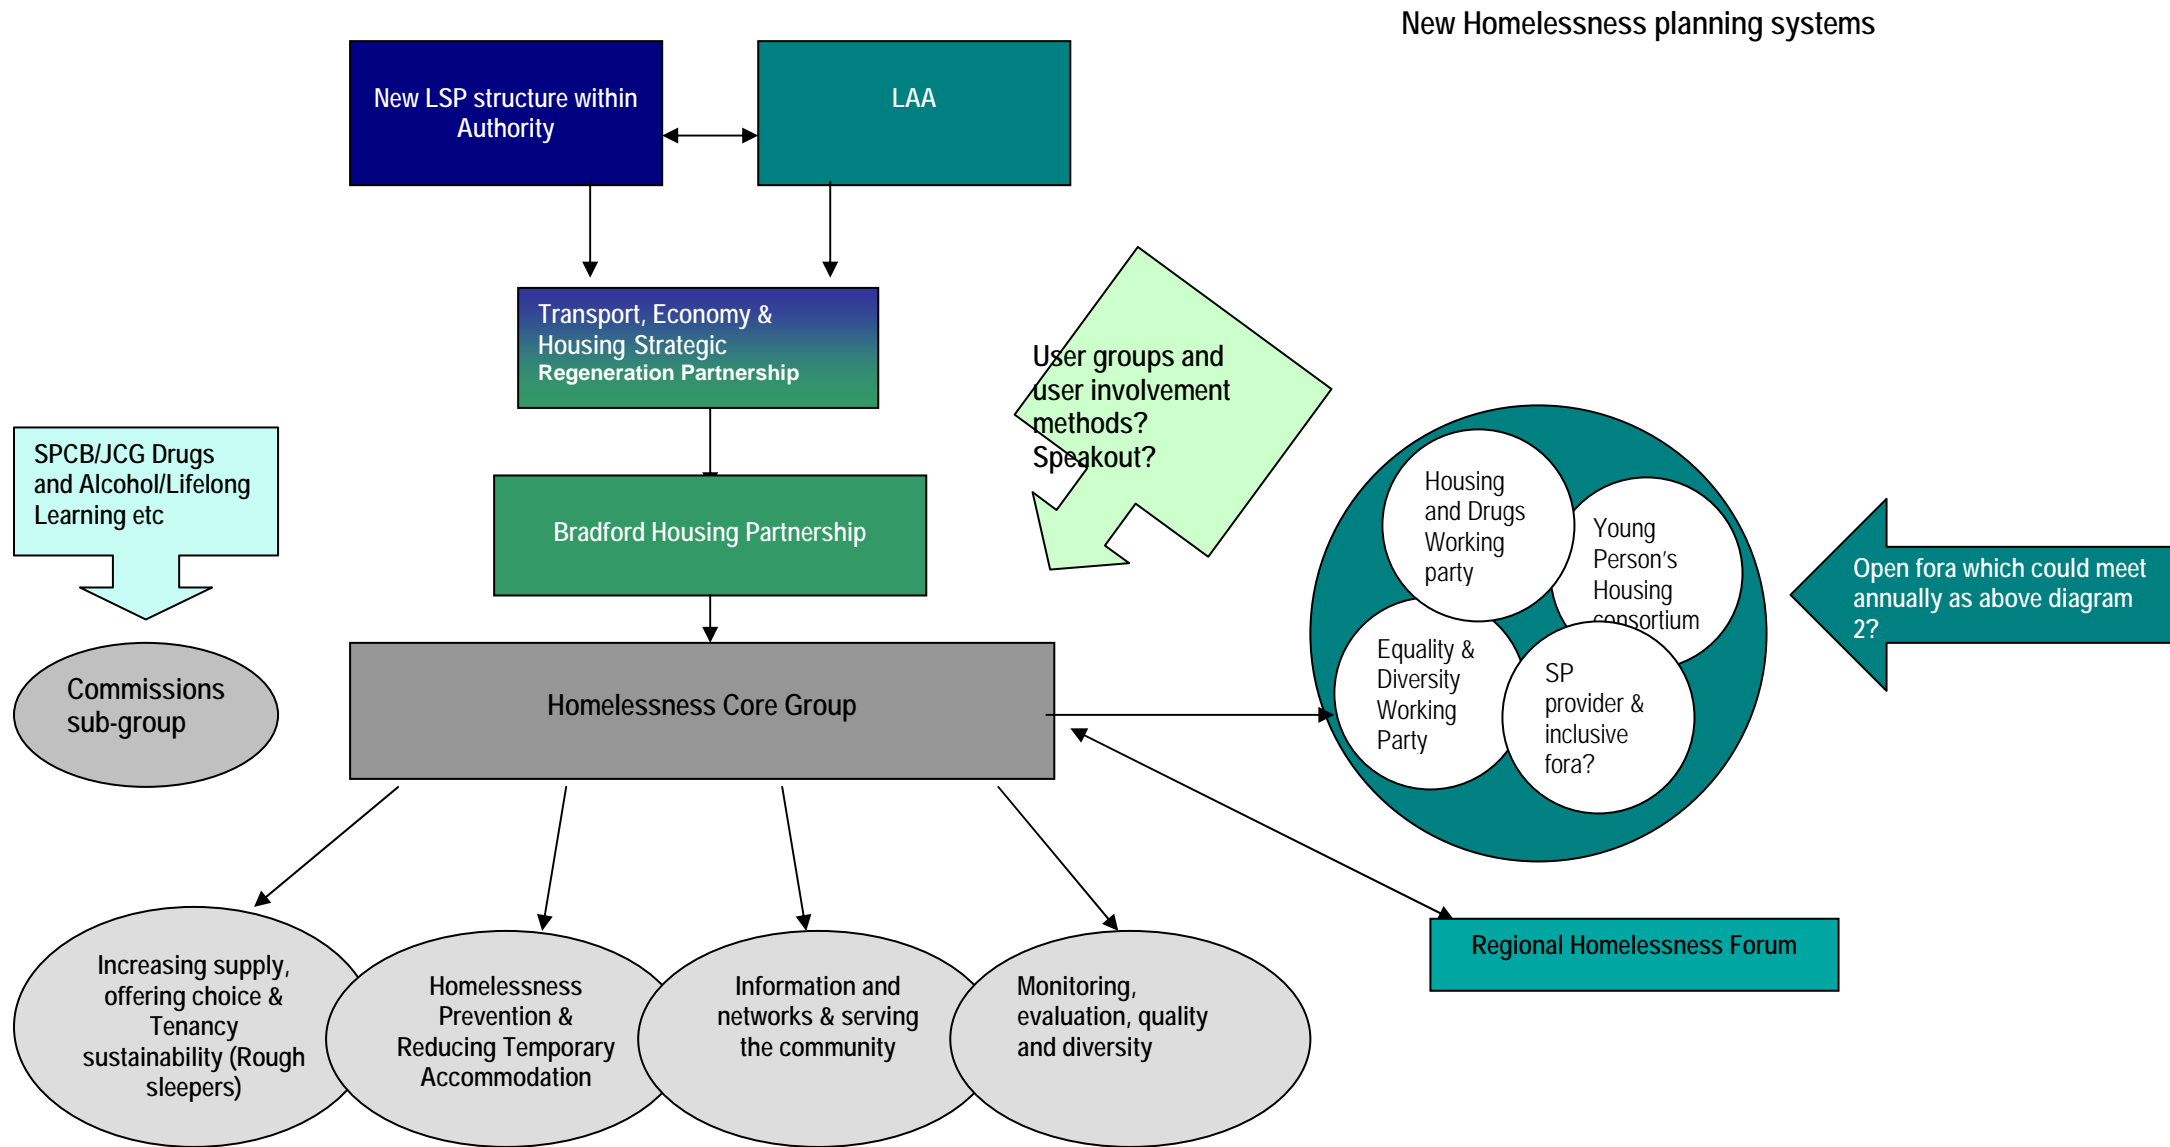 New Homelessness planning systems
New LSP structure within
Authority
LAA
Transport, Economy &
Housing Strategic
Regeneration Partnership
User groups and
user involvement
methods?
Speakout?
SPCB/JCG Drugs
and Alcohol/Lifelong
Learning etc
Bradford Housing Partnership
Housing
and Drugs
Working
party
Young
Person's
Housing
consortium
Open fora which could meet
annually as above diagram
2?
Commissions
sub-group
Homelessness Core Group
Equality &
Diversity
Working
Party
SP
provider &
inclusive
fora?
Regional Homelessness Forum
Increasing supply,
offering choice &
Tenancy
sustainability (Rough
sleepers)
Homelessness
Prevention &
Reducing Temporary
Accommodation
Information and
networks & serving
the community
Monitoring,
evaluation, quality
and diversity